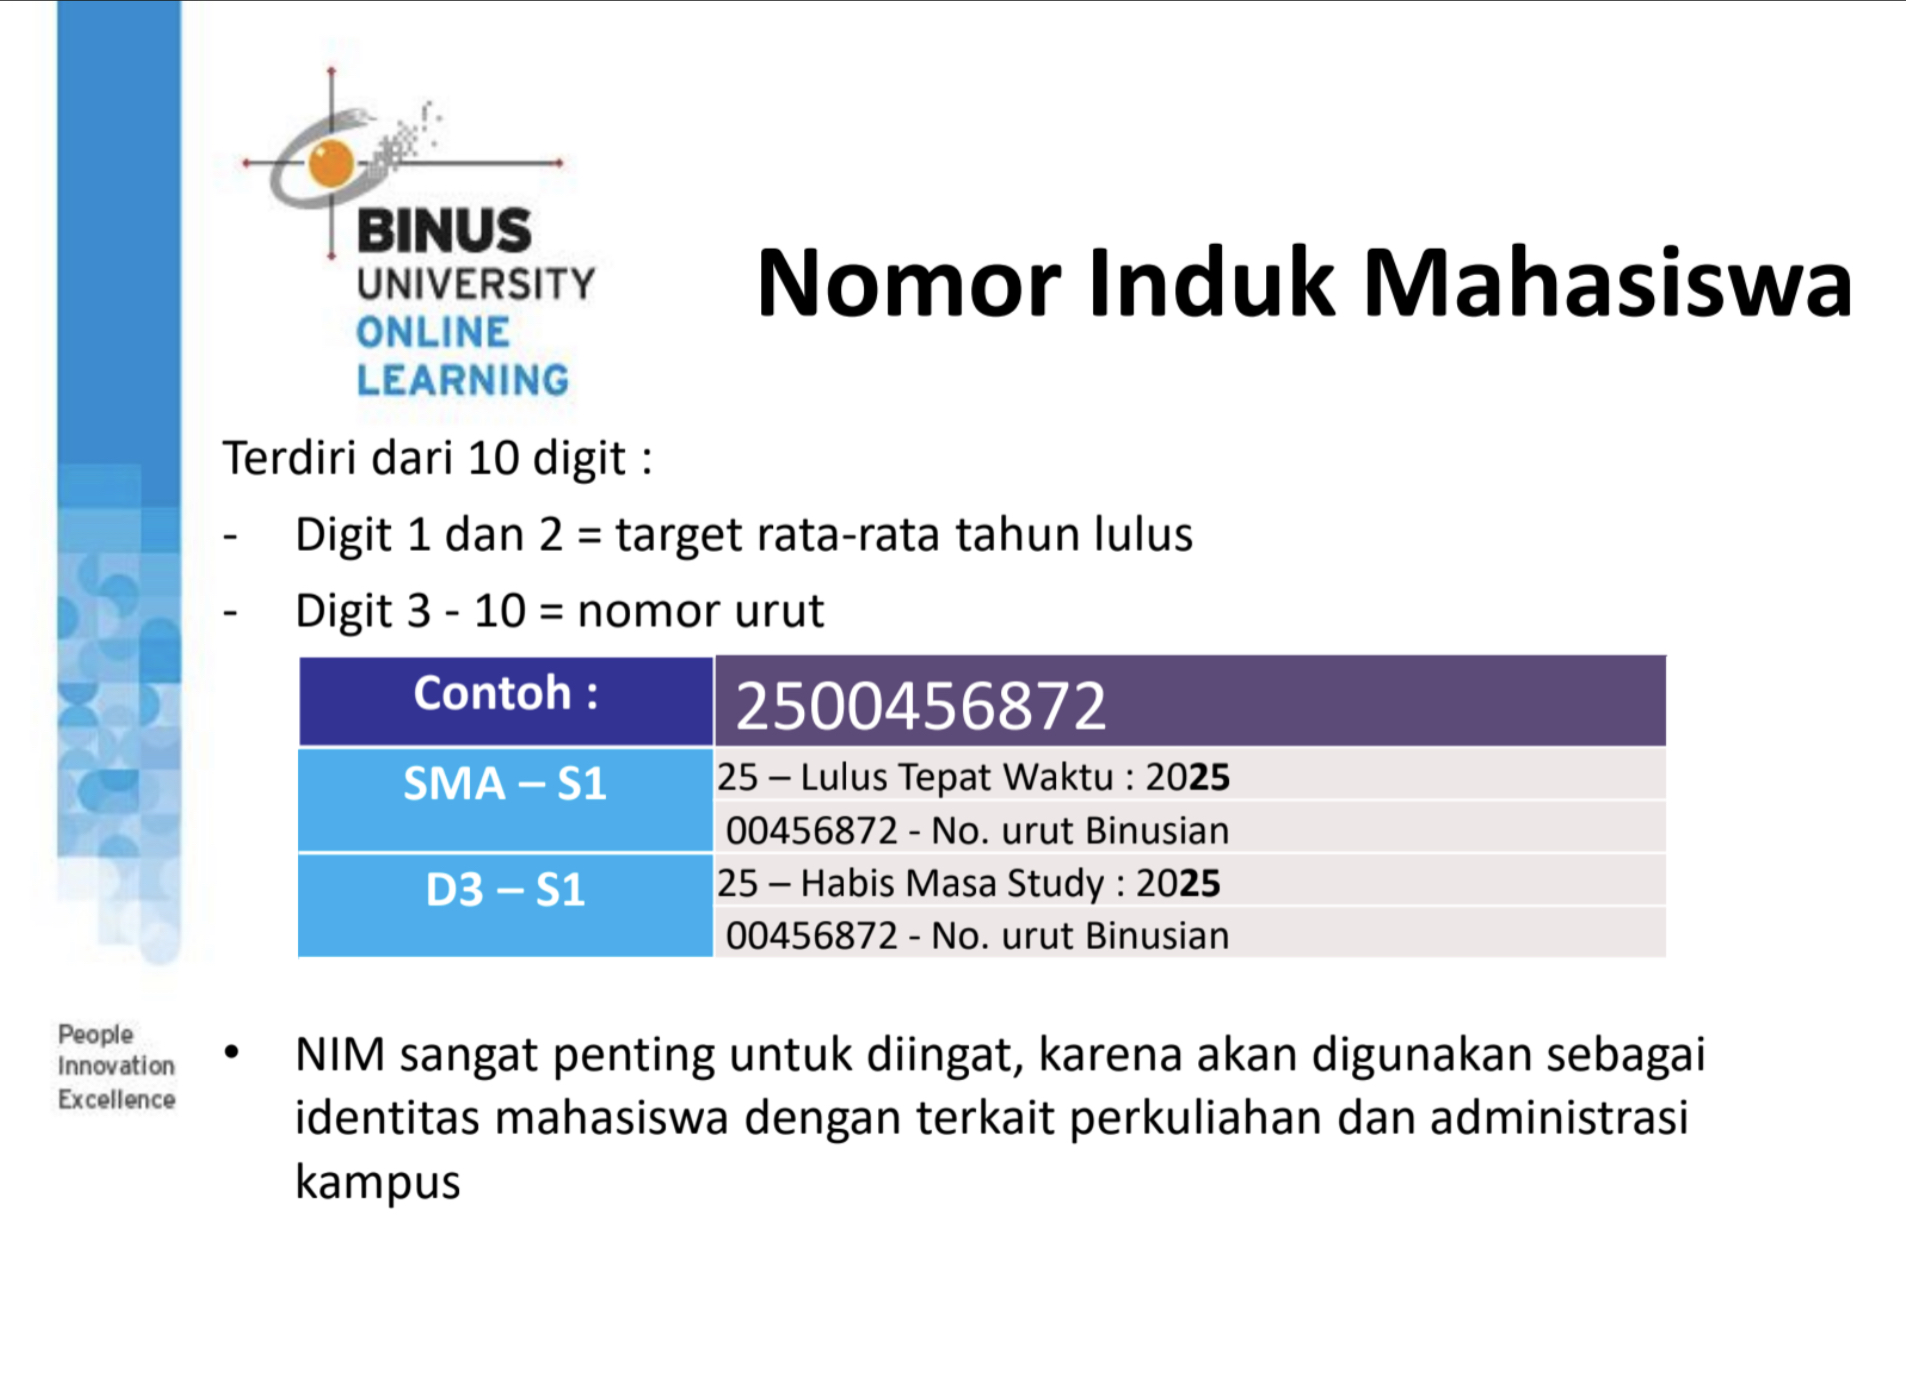 BINUS
UNIVERSITY
ONLINE
LEARNING
Nomor Induk Mahasiswa
Terdiri dari 10 digit :
- Digit 1 dan 2 = target rata-rata tahun lulus
- Digit 3 - 10 = nomor urut
Contoh :
2500456872
SMA – S1
25 – Lulus Tepat Waktu : 2025
00456872 - No. urut Binusian
D3 – S1
25 – Habis Masa Study : 2025
00456872 - No. urut Binusian
People
Innovation
Excellence
• NIM sangat penting untuk diingat, karena akan digunakan sebagai
identitas mahasiswa dengan terkait perkuliahan dan administrasi
kampus